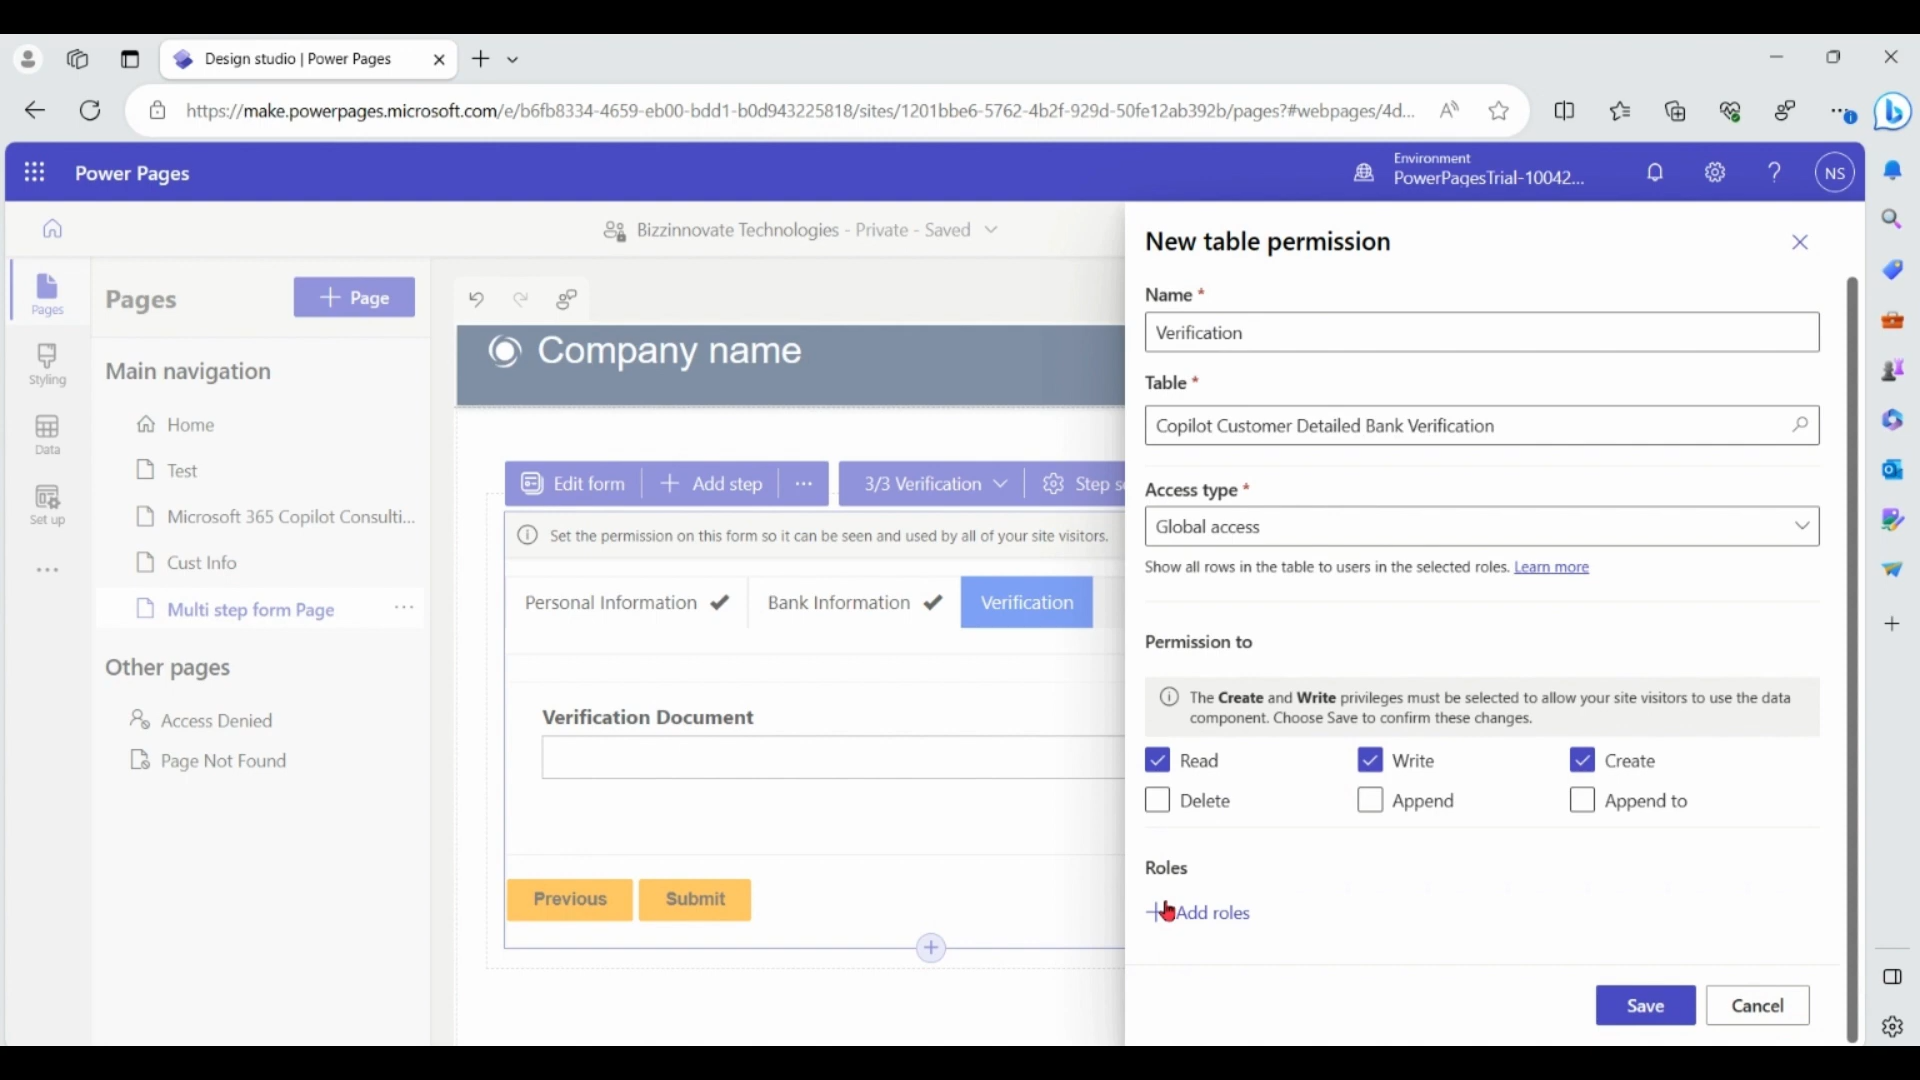 Design studio | Power Pages
https://make.powerpages.microsoft.com/e/b6fb8334-4659-eb00-bdd1-b0d943225818/sites/1201bbe6-5762-4b2f-929d-50fe12ab392b/pages?#webpages/4d...
Power Pages
Environment
PowerPagesTrial-10042...
NS
Bizzinnovate Technologies - Private - Saved
Pages
Styling
Data
Set up
Pages
Page
Main navigation
Home
Test
Microsoft 365 Copilot Consulti...
Cust Info
Multi step form Page
Other pages
Access Denied
Page Not Found
Company name
Edit form
Add step
3/3 Verification
Step s
Set the permission on this form so it can be seen and used by all of your site visitors.
Personal Information
Bank Information
Verification
Verification Document
Previous
Submit
New table permission
Name *
Verification
Table *
Copilot Customer Detailed Bank Verification
Access type *
Global access
Show all rows in the table to users in the selected roles. Learn more
Permission to
The Create and Write privileges must be selected to allow your site visitors to use the data
component. Choose Save to confirm these changes.
Read
Write
Create
Delete
Append
Append to
Roles
Add roles
Save
Cancel